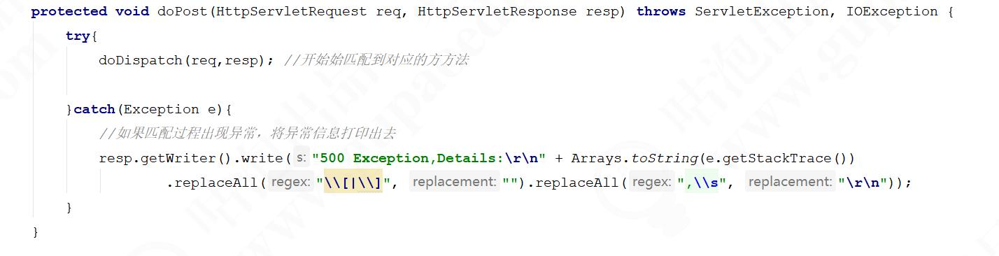 protected void doPost(HttpServletRequest req, HttpServletResponse resp) throws ServletException, IOException {
try{
doDispatch(req,resp); //开始始匹配到对应的方方法
}catch(Exception e){
//如果匹配过程出现异常，将异常信息打印出去
resp.getWriter().write( s: "500 Exception,Details:\r\n" + Arrays.toString(e.getStackTrace())
.replaceAll( regex: "\\[|\\]", replacement: "").replaceAll( regex: ",\\s", replacement: "\r\n"));
}
}